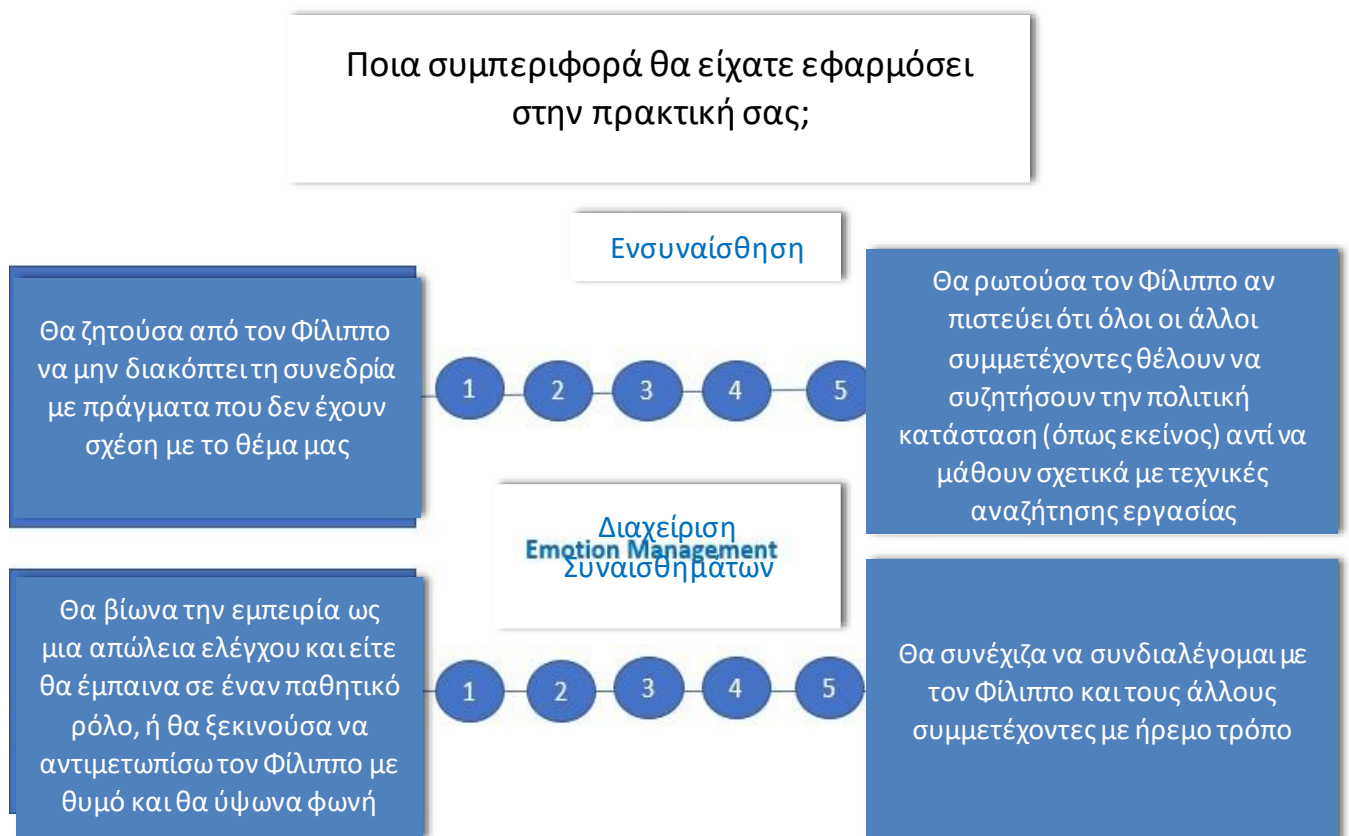 Ποια συμπεριφορά θα είχατε εφαρμόσει
στην πρακτική σας;
Ενσυναίσθηση
Θα ζητούσα από τον Φίλιππο
να μην διακόπτει τη συνεδρία
με πράγματα που δεν έχουν
σχέση με το θέμα μας
1 2 3 4 5
Θα ρωτούσα τον Φίλιππο αν
πιστεύει ότι όλοι οι άλλοι
συμμετέχοντες θέλουν να
συζητήσουν την πολιτική
κατάσταση (όπως εκείνος) αντί να
μάθουν σχετικά με τεχνικές
αναζήτησης εργασίας
Διαχείριση
Emotion Management
Συναισθημάτων
Θα βίωνα την εμπειρία ως
μια απώλεια ελέγχου και είτε
θα έμπαινα σε έναν παθητικό
ρόλο, ή θα ξεκινούσα να
αντιμετωπίσω τον Φίλιππο με
θυμό και θα ύψωνα φωνή
1 2 3 4 5
Θα συνέχιζα να συνδιαλέγομαι με
τον Φίλιππο και τους άλλους
συμμετέχοντες με ήρεμο τρόπο